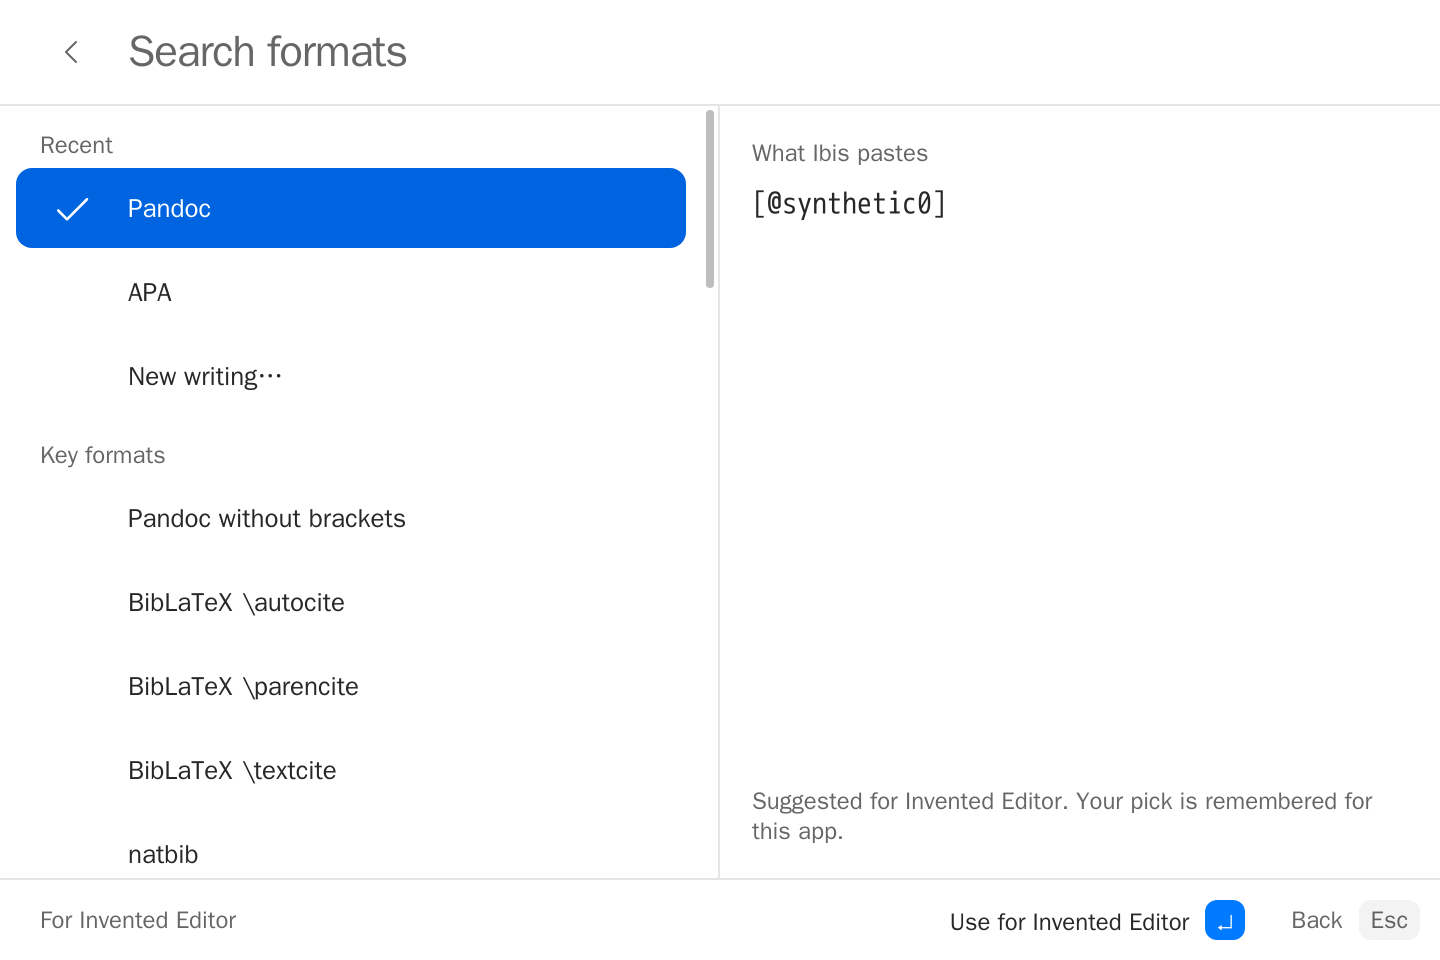 Search formats
Recent
Pandoc
APA
New writing…
Key formats
Pandoc without brackets
BibLaTeX \autocite
BibLaTeX \parencite
BibLaTeX \textcite
natbib
What Ibis pastes
[@synthetic0]
Suggested for Invented Editor. Your pick is remembered for
this app.
For Invented Editor
Use for Invented Editor
Back Esc